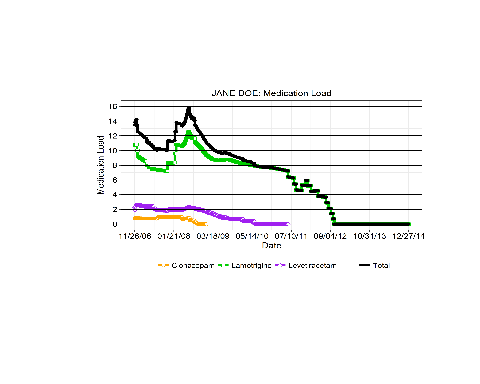 JANE DOE: Medication Load
16
14
12
10
8
6
4
2
0
Medication Load
11/26/06 01/21/08 03/18/09 05/14/10 07/10/11 09/04/12 10/31/13 12/27/14
Date
Clonazepam Lamotrigine Levetiracetam Total